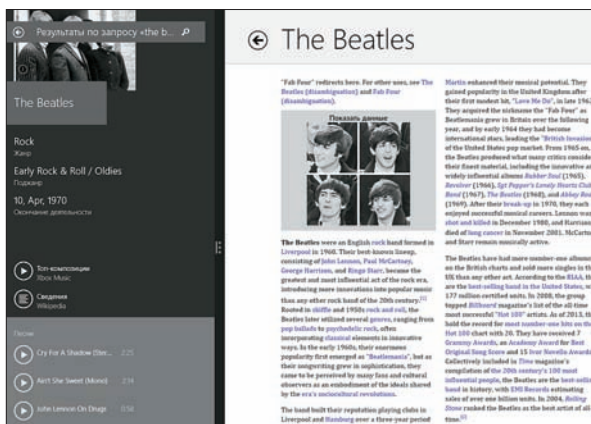 Результаты по запросу «the b...
The Beatles
Rock
Жанр
Early Rock & Roll / Oldies
Поджанр
10, Apr, 1970
Окончание деятельности
Топ-композиции
Xbox Music
Сведения
Wikipedia
Песни
Cry For A Shadow (Ster... 2:25
Ain't She Sweet (Mono) 2:14
John Lennon On Drugs 0:58
The Beatles
"Fab Four" redirects here. For other uses, see The
Beatles (disambiguation) and Fab Four
(disambiguation).
Показать данные
The Beatles were an English rock band formed in
Liverpool in 1960. Their best-known lineup,
consisting of John Lennon, Paul McCartney,
George Harrison, and Ringo Starr, became the
greatest and most influential act of the rock era,
introducing more innovations into popular music
than any other rock band of the 20th century.[1]
Rooted in skiffle and 1950s rock and roll, the
Beatles later utilized several genres, ranging from
pop ballads to psychedelic rock, often
incorporating classical elements in innovative
ways. In the early 1960s, their enormous
popularity first emerged as "Beatlemania", but as
their songwriting grew in sophistication, they
came to be perceived by many fans and cultural
observers as an embodiment of the ideals shared
by the era's sociocultural revolutions.
The band built their reputation playing clubs in
Liverpool and Hamburg over a three-year period
Martin enhanced their musical potential. They
gained popularity in the United Kingdom after
their first modest hit, "Love Me Do", in late 1962
They acquired the nickname the "Fab Four" as
Beatlemania grew in Britain over the following
year, and by early 1964 they had become
international stars, leading the "British Invasion"
of the United States pop market. From 1965 on,
the Beatles produced what many critics consider
their finest material, including the innovative and
widely influential albums Rubber Soul (1965),
Revolver (1966), Sgt Pepper's Lonely Hearts Club
Band (1967), The Beatles (1968), and Abbey Road
(1969). After their break-up in 1970, they each
enjoyed successful musical careers. Lennon was
shot and killed in December 1980, and Harrison
died of lung cancer in November 2001. McCartney
and Starr remain musically active.
The Beatles have more number-one albums
on the British charts and sold more singles in the
UK than any other act. According to the RIAA, th
are the best-selling band in the United States, wi
177 million certified units. In 2008, the group
topped Billboard magazine's list of the all-time
most successful "Hot 100" artists. As of 2013, th
hold the record for most number-one hits on the
Hot 100 chart with 20. They have received 7
Grammy Awards, an Academy Award for Best
Original Song Score and 15 Ivor Novello Awards.
Collectively included in Time magazine's
compilation of the 20th century's 100 most
influential people, the Beatles are the best-selling
band in history, with EMI Records estimating
sales of over one billion units. In 2004, Rolling
Stone ranked the Beatles as the best artist of all
time.